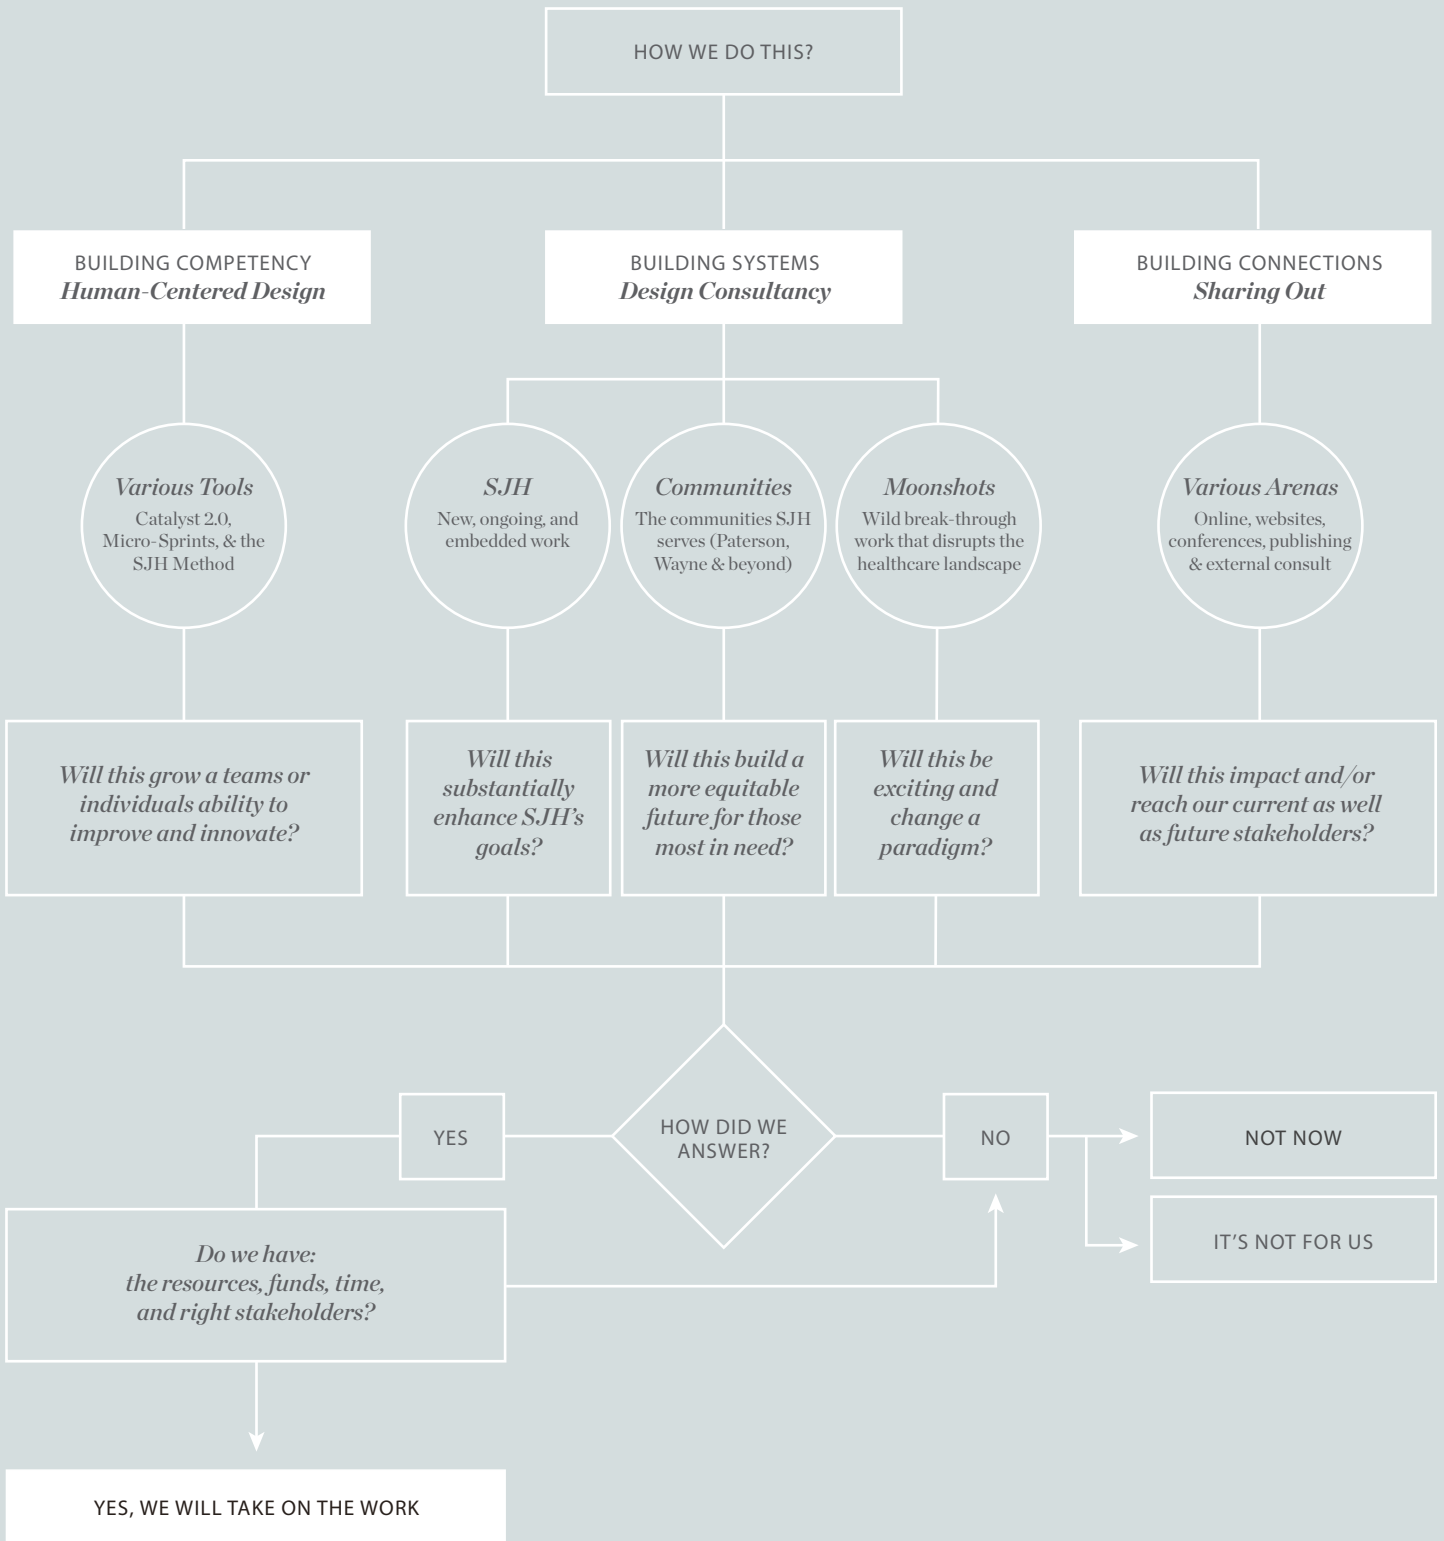 HOW WE DO THIS?
BUILDING COMPETENCY
Human-Centered Design
BUILDING SYSTEMS
Design Consultancy
BUILDING CONNECTIONS
Sharing Out
Various Tools
Catalyst 2.0,
Micro-Sprints, & the
SJH Method
SJH
New, ongoing, and
embedded work
Communities
The communities SJH
serves (Paterson,
Wayne & beyond)
Moonshots
Wild break-through
work that disrupts the
healthcare landscape
Various Arenas
Online, websites,
conferences, publishing
& external consult
Will this grow a teams or
individuals ability to
improve and innovate?
Will this
substantially
enhance SJH's
goals?
Will this build a
more equitable
future for those
most in need?
Will this be
exciting and
change a
paradigm?
Will this impact and/or
reach our current as well
as future stakeholders?
HOW DID WE
ANSWER?
YES
NO
NOT NOW
IT'S NOT FOR US
Do we have:
the resources, funds, time,
and right stakeholders?
YES, WE WILL TAKE ON THE WORK